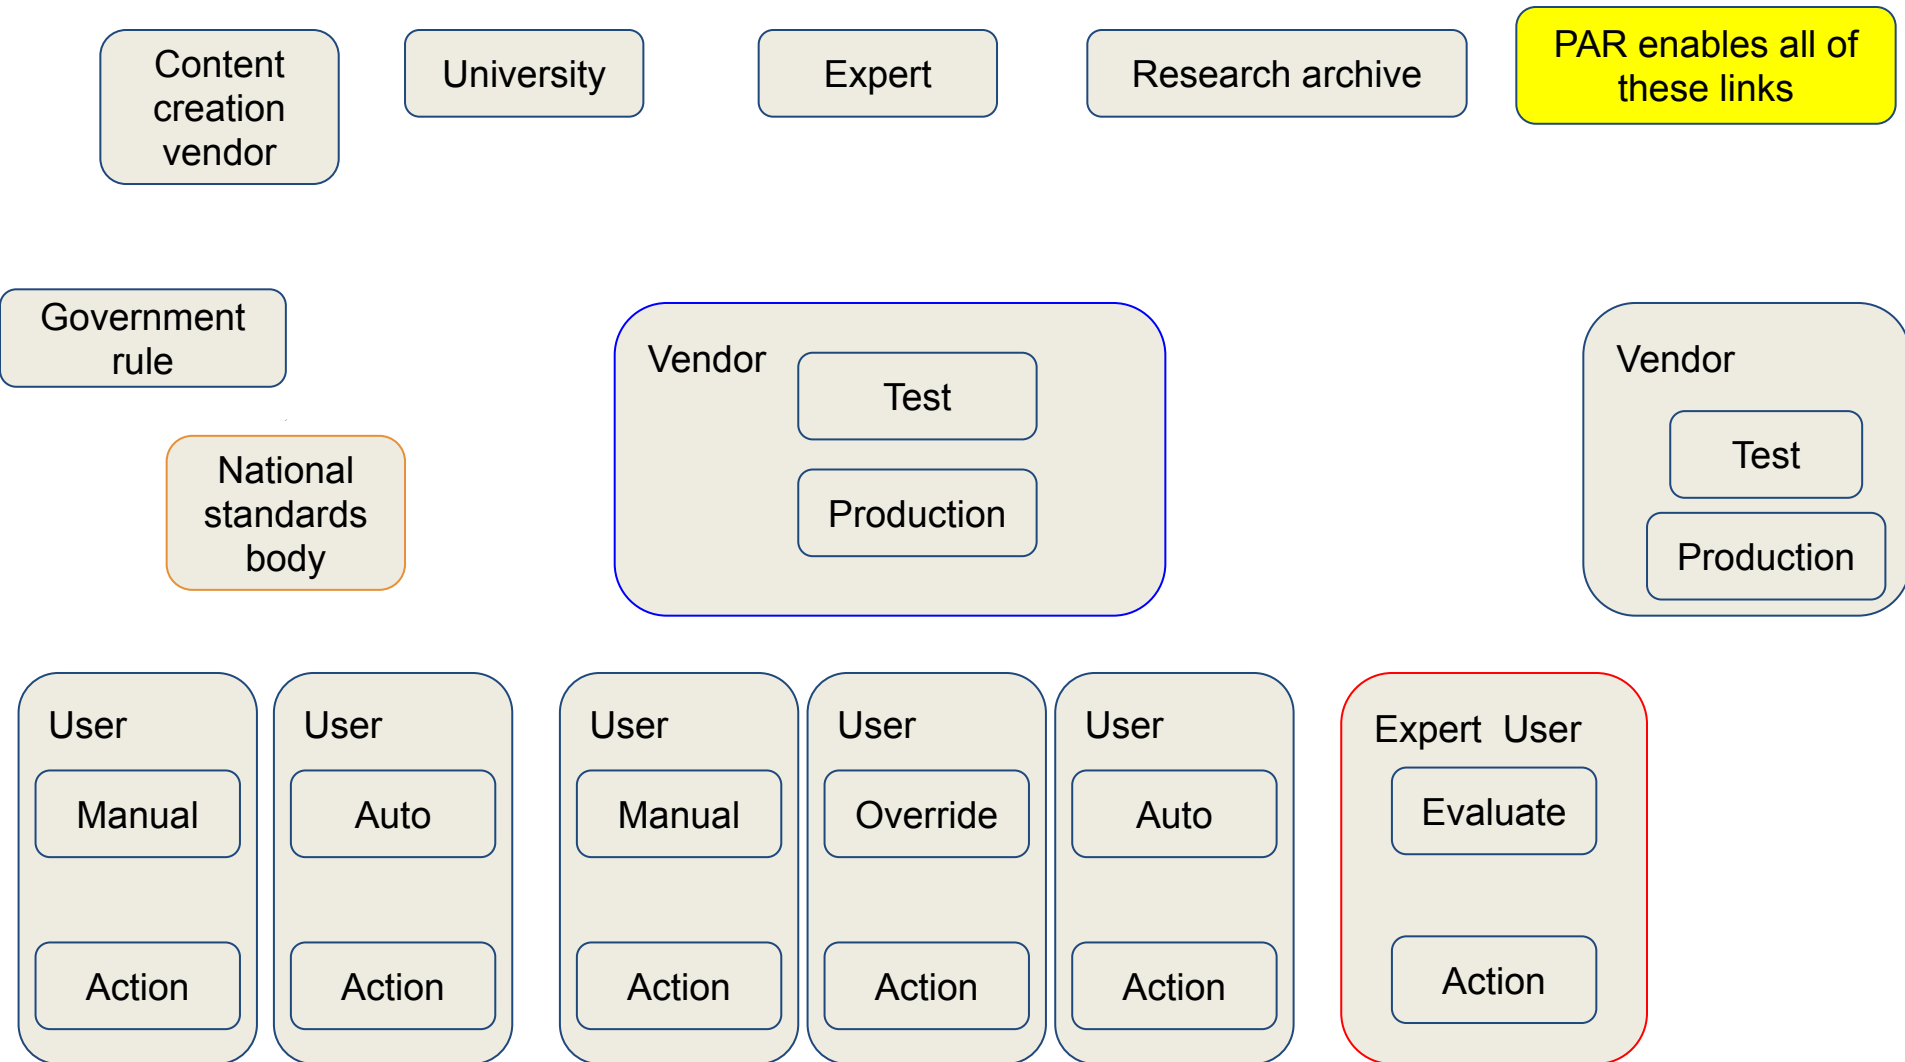 Content
creation
vendor
University
Expert
Research archive
PAR enables all of
these links
Government
rule
National
standards
body
Vendor
Test
Production
Vendor
Test
Production
User
Manual
Action
User
Auto
Action
User
Manual
Action
User
Override
Action
User
Auto
Action
Expert User
Evaluate
Action